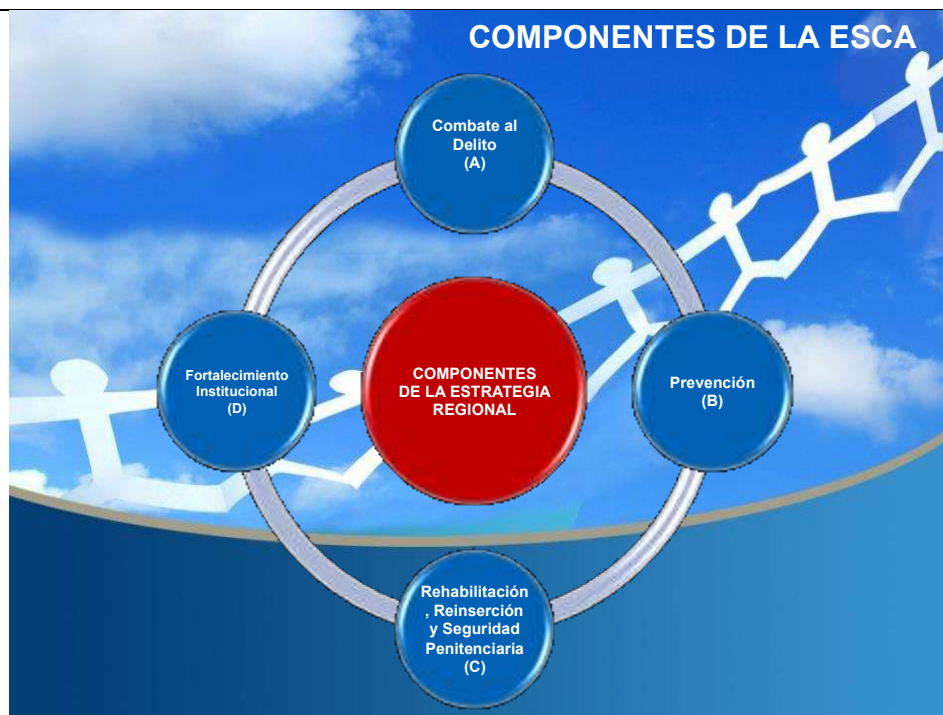 COMPONENTES DE LA ESCA
Combate al
Delito
(A)
Fortalecimiento
Institucional
(D)
COMPONENTES
DE LA ESTRATEGIA
REGIONAL
Prevención
(B)
Rehabilitación
, Reinserción
y Seguridad
Penitenciaria
(C)